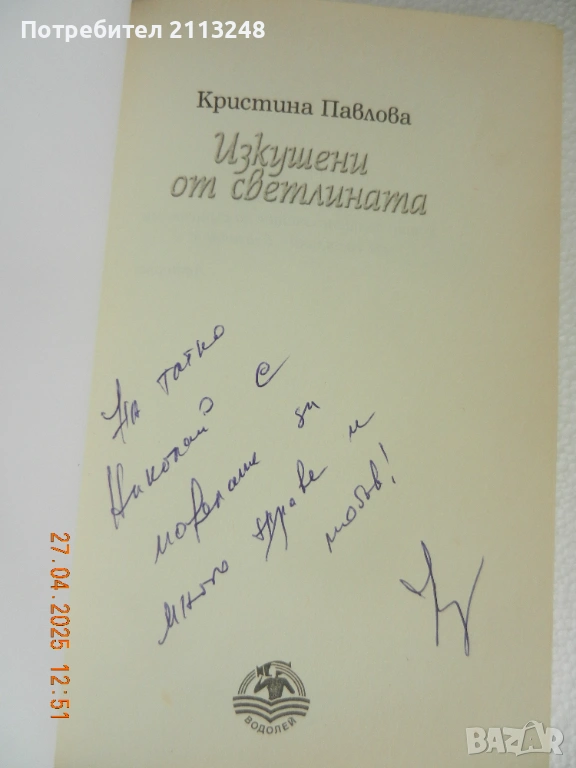 Потребител 2113248
Кристина Павлова
Изкушени
от светлината
На татко
Николай с
пожелание за
много здраве и
любов!
ВОДОЛЕЙ
27.04.2025 12:51
BAZAR